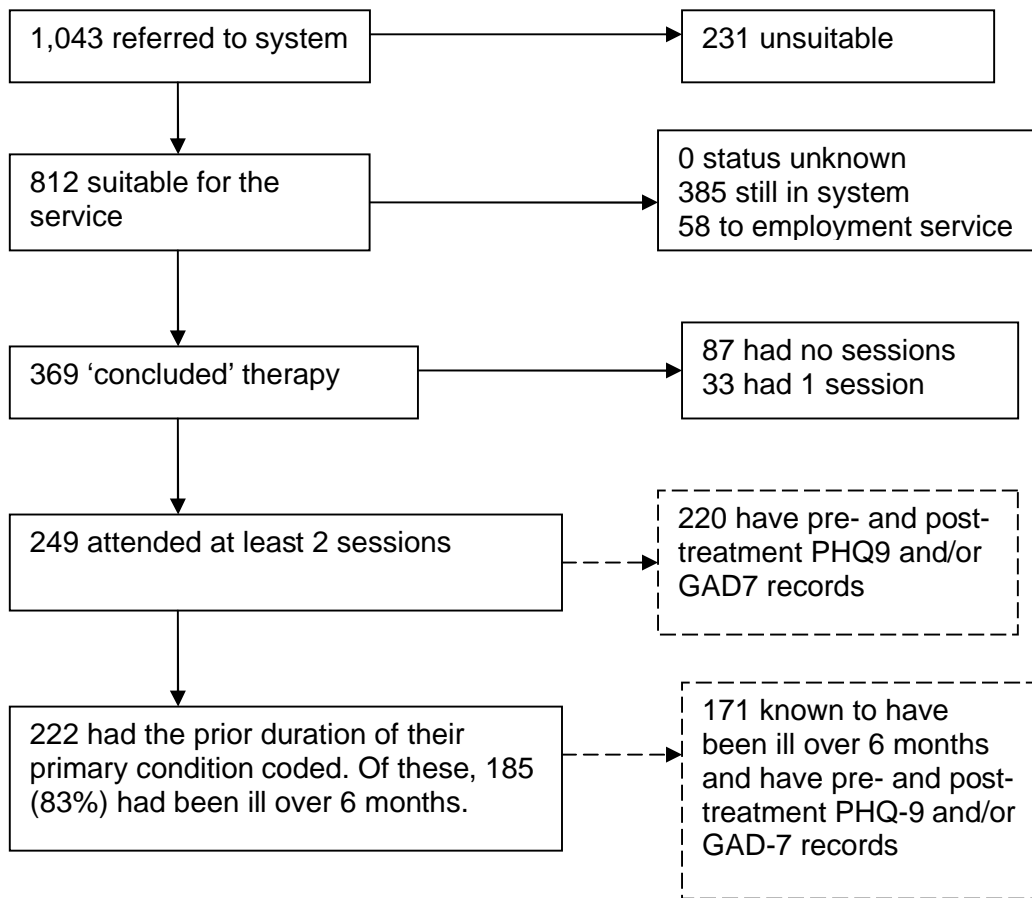 1,043 referred to system
231 unsuitable
812 suitable for the
service
0 status unknown
385 still in system
58 to employment service
369 ‘concluded’ therapy
87 had no sessions
33 had 1 session
249 attended at least 2 sessions
220 have pre- and post-
treatment PHQ9 and/or
GAD7 records
222 had the prior duration of their
primary condition coded. Of these, 185
(83%) had been ill over 6 months.
171 known to have
been ill over 6 months
and have pre- and post-
treatment PHQ-9 and/or
GAD-7 records